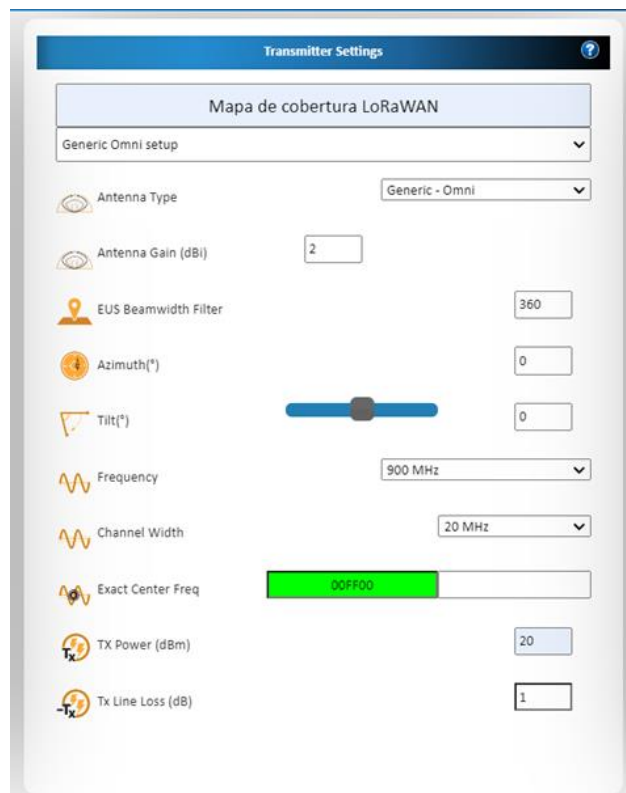 Transmitter Settings ?
Mapa de cobertura LoRaWAN
Generic Omni setup
Antenna Type Generic - Omni
Antenna Gain (dBi) 2
EUS Beamwidth Filter 360
Azimuth(°) 0
Tilt(°) 0
Frequency 900 MHz
Channel Width 20 MHz
Exact Center Freq 00FF00
Tx TX Power (dBm) 20
-Tx Tx Line Loss (dB) 1